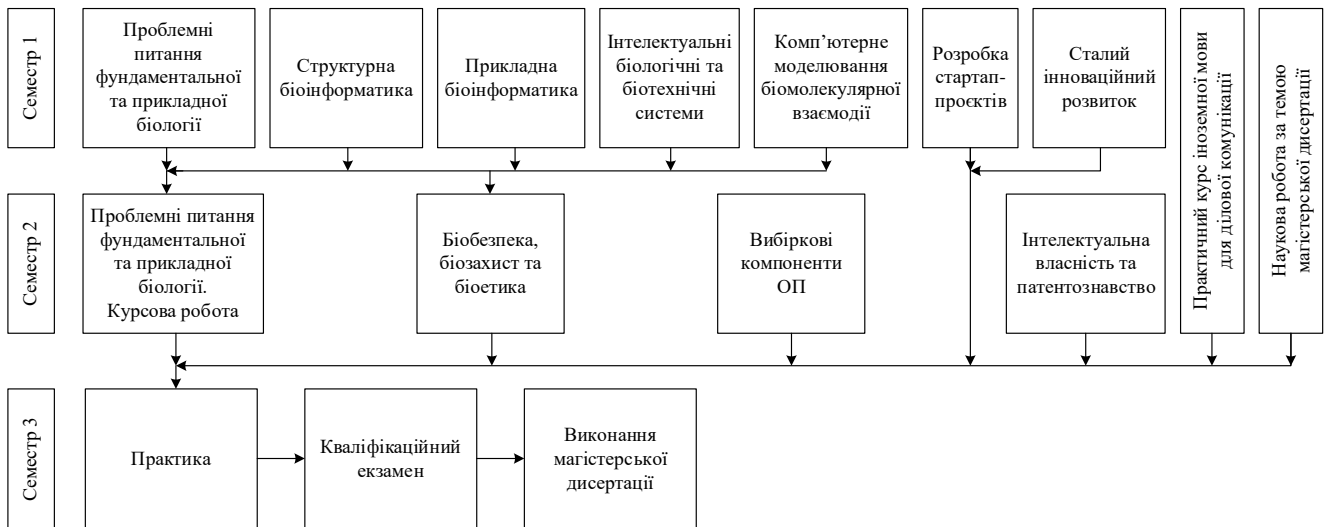 Семестр 1
Проблемні
питання
фундаментальної
та прикладної
біології
Структурна
біоінформатика
Прикладна
біоінформатика
Інтелектуальні
біологічні та
біотехнічні
системи
Комп’ютерне
моделювання
біомолекулярної
взаємодії
Розробка
стартап-
проєктів
Сталий
інноваційний
розвиток
Практичний курс іноземної мови
для ділової комунікації
Наукова робота за темою
магістерської дисертації
Семестр 2
Проблемні питання
фундаментальної
та прикладної
біології.
Курсова робота
Біобезпека,
біозахист та
біоетика
Вибіркові
компоненти
ОП
Інтелектуальна
власність та
патентознавство
Семестр 3
Практика
Кваліфікаційний
екзамен
Виконання
магістерської
дисертації